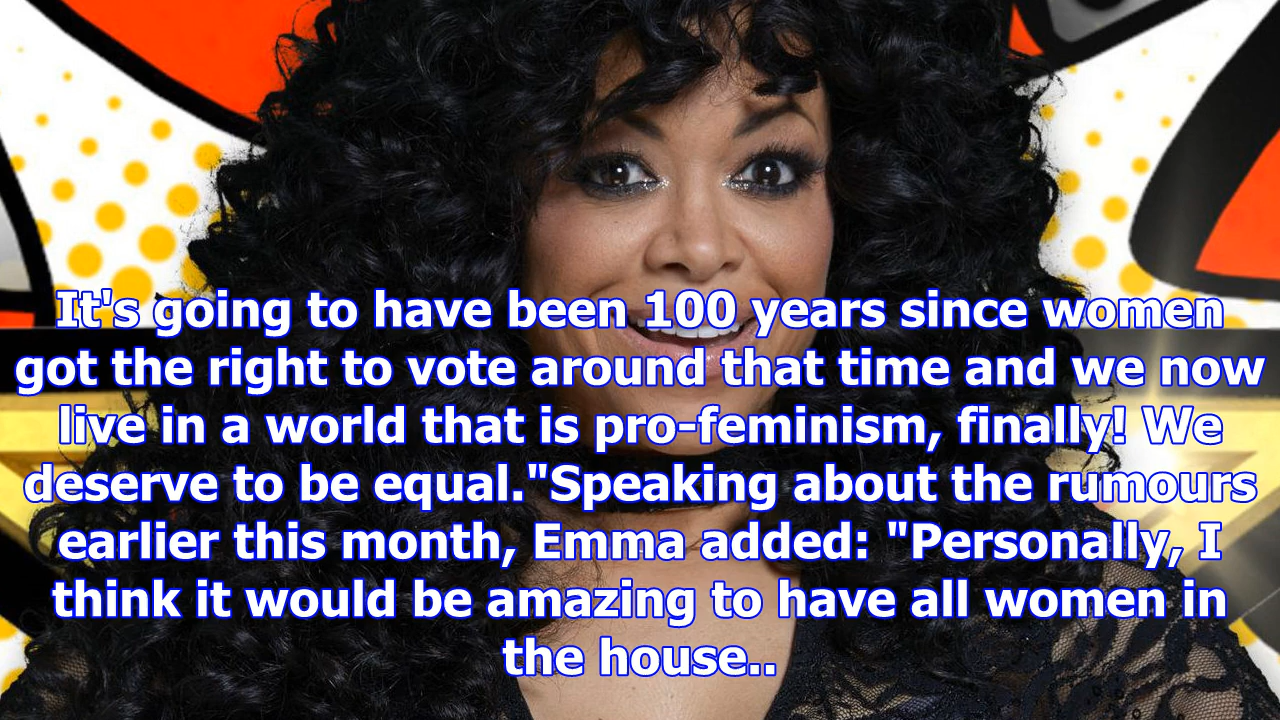 It's going to have been 100 years since women
got the right to vote around that time and we now
live in a world that is pro-feminism, finally! We
deserve to be equal."Speaking about the rumours
earlier this month, Emma added: "Personally, I
think it would be amazing to have all women in
the house..